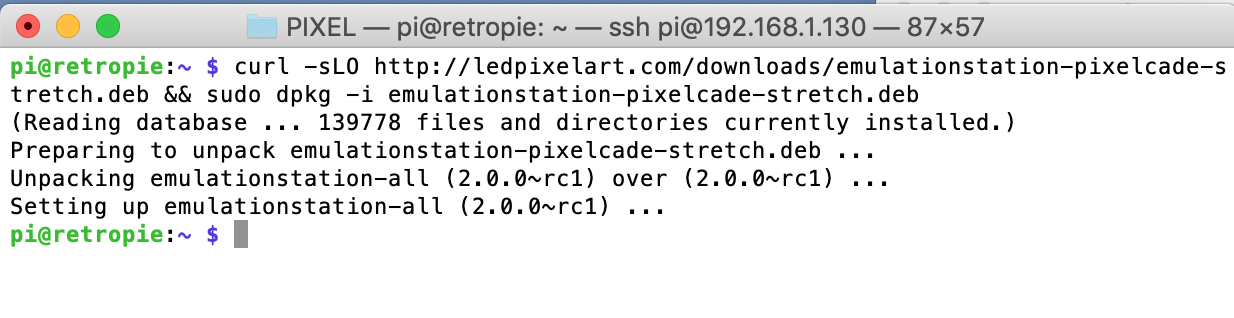 PIXEL — pi@retropie: ~ — ssh pi@192.168.1.130 — 87×57
pi@retropie:~ $ curl -sLO http://ledpixelart.com/downloads/emulationstation-pixelcade-s
tretch.deb && sudo dpkg -i emulationstation-pixelcade-stretch.deb
(Reading database ... 139778 files and directories currently installed.)
Preparing to unpack emulationstation-pixelcade-stretch.deb ...
Unpacking emulationstation-all (2.0.0~rc1) over (2.0.0~rc1) ...
Setting up emulationstation-all (2.0.0~rc1) ...
pi@retropie:~ $